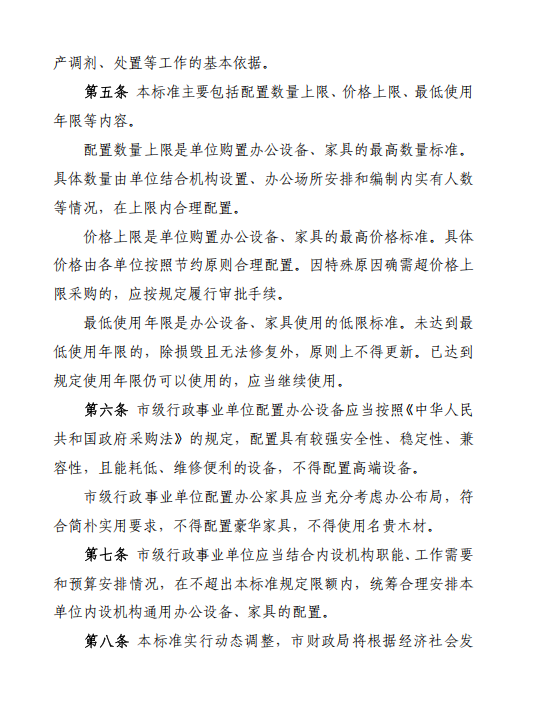 产调剂、处置等工作的基本依据。
第五条 本标准主要包括配置数量上限、价格上限、最低使用
年限等内容。
配置数量上限是单位购置办公设备、家具的最高数量标准。
具体数量由单位结合机构设置、办公场所安排和编制内实有人数
等情况，在上限内合理配置。
价格上限是单位购置办公设备、家具的最高价格标准。具体
价格由各单位按照节约原则合理配置。因特殊原因确需超价格上
限采购的，应按规定履行审批手续。
最低使用年限是办公设备、家具使用的低限标准。未达到最
低使用年限的，除损毁且无法修复外，原则上不得更新。已达到
规定使用年限仍可以使用的，应当继续使用。
第六条 市级行政事业单位配置办公设备应当按照《中华人民
共和国政府采购法》的规定，配置具有较强安全性、稳定性、兼
容性，且能耗低、维修便利的设备，不得配置高端设备。
市级行政事业单位配置办公家具应当充分考虑办公布局，符
合简朴实用要求，不得配置豪华家具，不得使用名贵木材。
第七条 市级行政事业单位应当结合内设机构职能、工作需要
和预算安排情况，在不超出本标准规定限额内，统筹合理安排本
单位内设机构通用办公设备、家具的配置。
第八条 本标准实行动态调整，市财政局将根据经济社会发